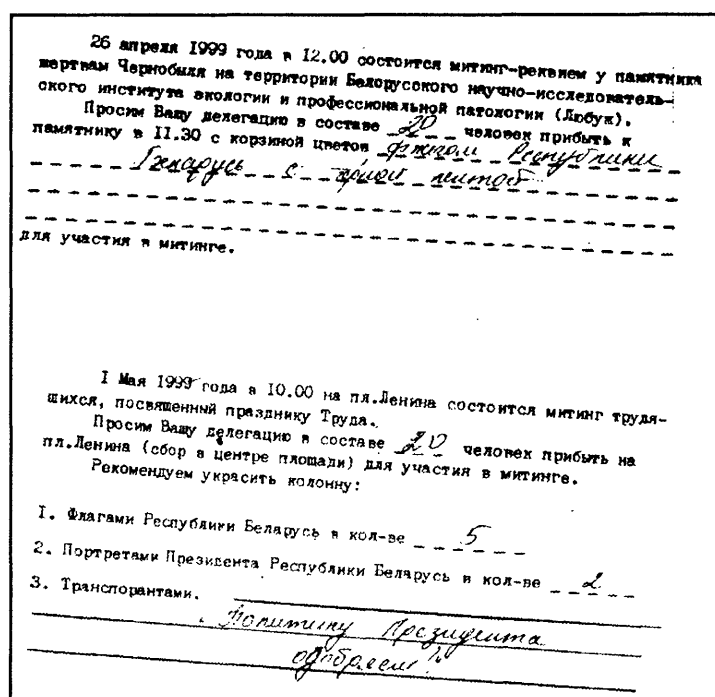 26 апреля 1999 года в 12.00 состоится митинг-реквием у памятника
жертвам Чернобыля на территории Белорусского научно-исследователь-
ского института экологии и профессиональной патологии (Любуж).
Просим Вашу делегацию в составе 20 человек прибыть к
памятнику в II.30 с корзиной цветов флагом Республики
Беларусь с черной лентой
для участия в митинге.
I Мая 1999 года в 10.00 на пл.Ленина состоится митинг трудя-
щихся, посвященный празднику Труда.
Просим Вашу делегацию в составе 20 человек прибыть на
пл.Ленина (сбор в центре площади) для участия в митинге.
Рекомендуем украсить колонну:
I. Флагами Республики Беларусь в кол-ве 5
2. Портретами Президента Республики Беларусь в кол-ве 2
3. Транспорантами.
"Политику Президента
одобряем!"